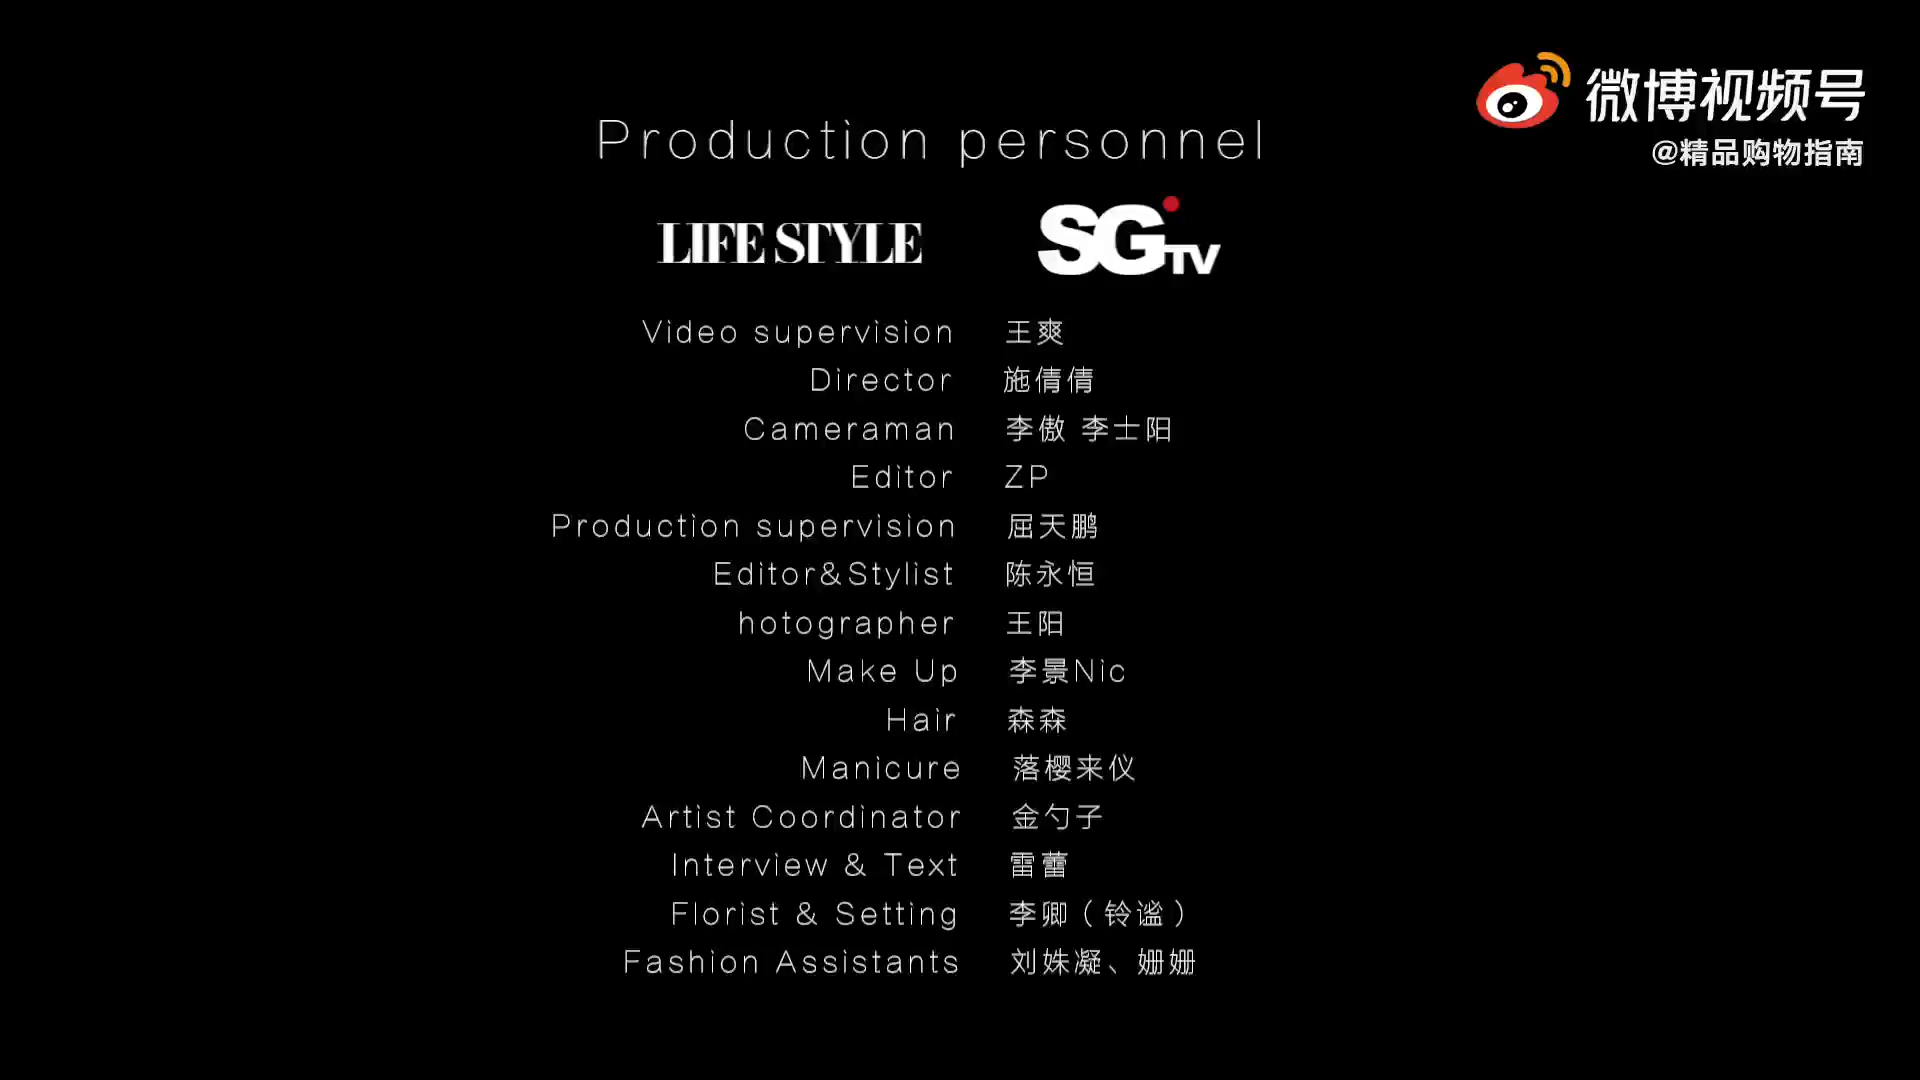 微博视频号
@精品购物指南
Production personnel
LIFE STYLE SGTV
Video supervision 王爽
Director 施倩倩
Cameraman 李傲 李士阳
Editor ZP
Production supervision 屈天鹏
Editor&Stylist 陈永恒
hotographer 王阳
Make Up 李景Nic
Hair 森森
Manicure 落樱来仪
Artist Coordinator 金勺子
Interview & Text 雷蕾
Florist & Setting 李卿（铃谧）
Fashion Assistants 刘姝凝、姗姗